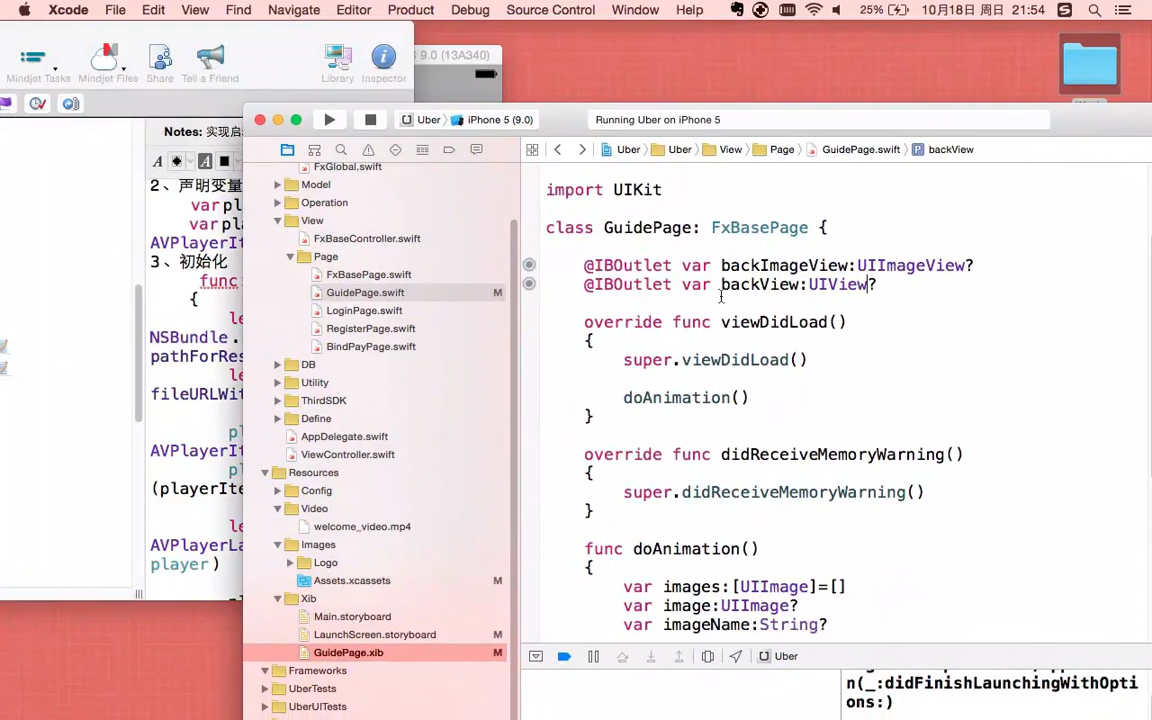 Xcode File Edit View Find Navigate Editor Product Debug Source Control Window Help 25% 10月18日 周日 21:54
9.0 (13A340)
Mindjet Tasks Mindjet Files Share Tell a Friend Library Inspector
Uber iPhone 5 (9.0) Running Uber on iPhone 5
Notes: 实现启
Uber Uber View Page GuidePage.swift backView
2、声明变量
var pl
var pl
AVPlayerIt
3、初始化
func
{
le
NSBundle.
pathForRes
le
fileURLWit
pl
AVPlayerIt
pl
(playerIte
le
AVPlayerLa
player)
FxGlobal.swift
Model
Operation
View
FxBaseController.swift
Page
FxBasePage.swift
GuidePage.swift M
LoginPage.swift
RegisterPage.swift
BindPayPage.swift
DB
Utility
ThirdSDK
Define
AppDelegate.swift
ViewController.swift
Resources
Config
Video
welcome_video.mp4
Images
Logo
Assets.xcassets M
Xib
Main.storyboard
LaunchScreen.storyboard M
GuidePage.xib M
Frameworks
UberTests
UberUITests
import UIKit
class GuidePage: FxBasePage {
@IBOutlet var backImageView:UIImageView?
@IBOutlet var backView:UIView?
override func viewDidLoad()
{
super.viewDidLoad()
doAnimation()
}
override func didReceiveMemoryWarning()
{
super.didReceiveMemoryWarning()
}
func doAnimation()
{
var images:[UIImage]=[]
var image:UIImage?
var imageName:String?
Uber
n(_:didFinishLaunchingWithOpti
ons:)